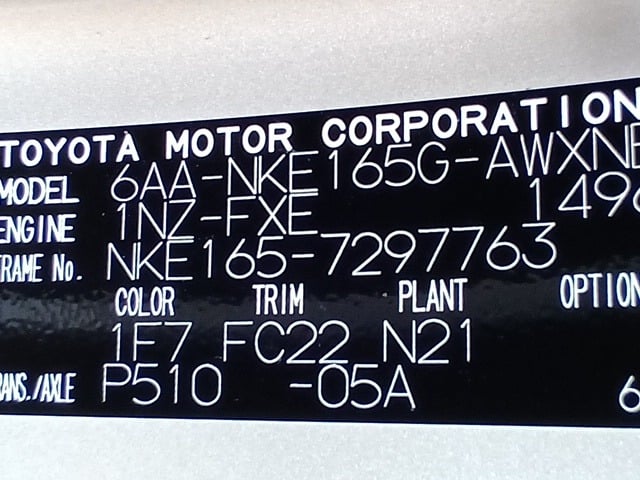 TOYOTA MOTOR CORPORATION
MODEL 6AA-NKE165G-AWXNB
ENGINE 1NZ-FXE 1496
FRAME No. NKE165-7297763
COLOR TRIM PLANT OPTION
1F7 FC22 N21
TRANS./AXLE P510 -05A 6